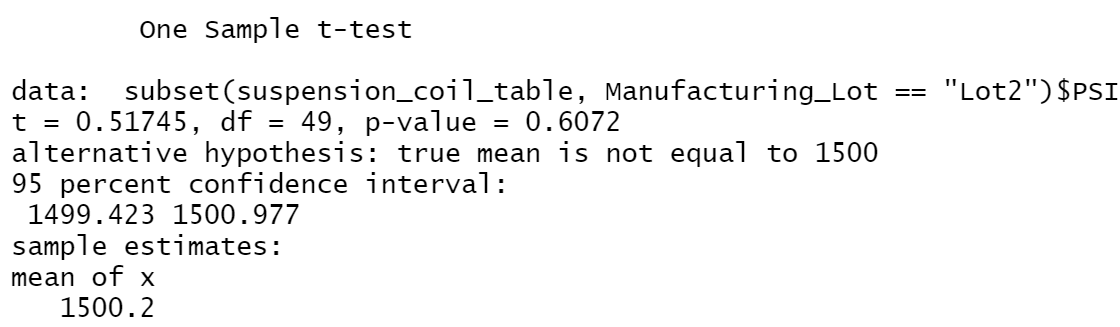 One Sample t-test
data:  subset(suspension_coil_table, Manufacturing_Lot == "Lot2")$PSI
t = 0.51745, df = 49, p-value = 0.6072
alternative hypothesis: true mean is not equal to 1500
95 percent confidence interval:
1499.423 1500.977
sample estimates:
mean of x
1500.2